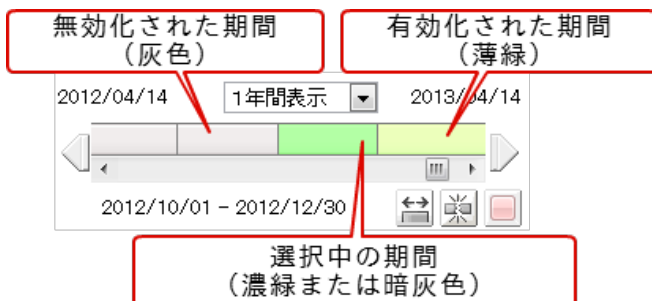 無効化された期間
(灰色)
有効化された期間
(薄緑)
2012/04/14
1年間表示
2013/04/14
2012/10/01 - 2012/12/30
選択中の期間
(濃緑または暗灰色)